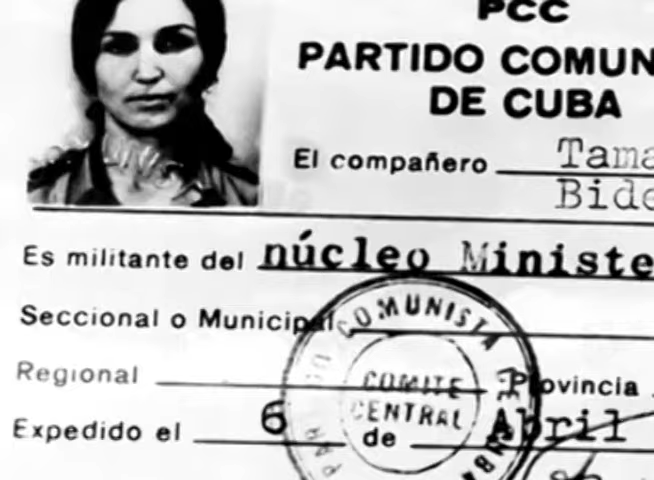 PCC
PARTIDO COMUN
DE CUBA
El compañero Tama
Bide
Es militante del núcleo Ministe
Seccional o Municipal
COMUNISTA
Regional Provincia
COMITE
CENTRAL
Expedido el 6 de Abril